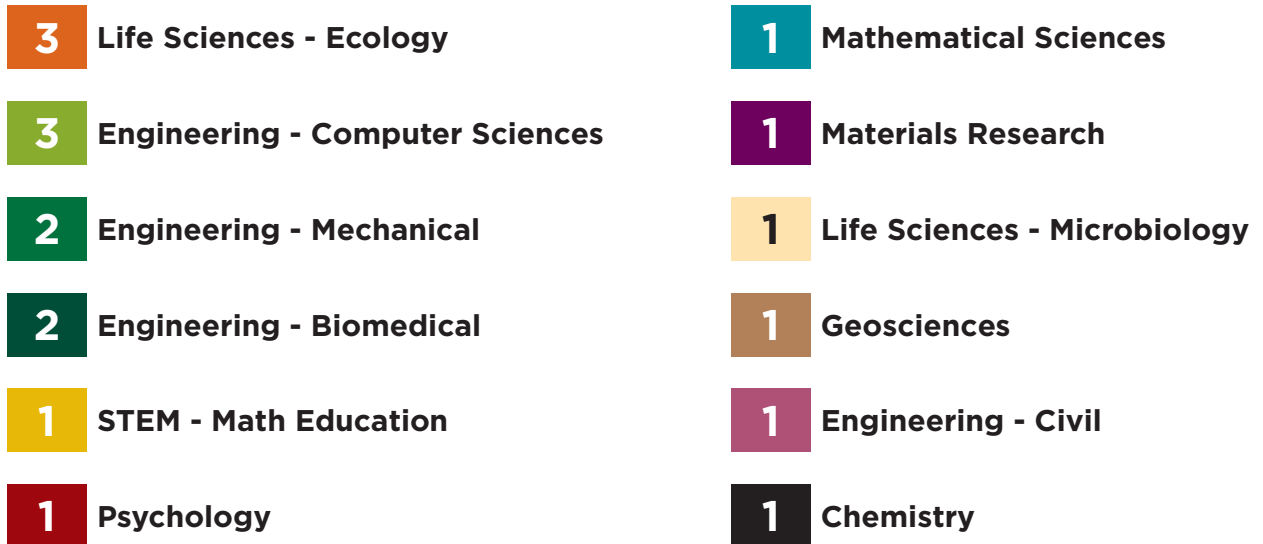 3 Life Sciences - Ecology
3 Engineering - Computer Sciences
2 Engineering - Mechanical
2 Engineering - Biomedical
1 STEM - Math Education
1 Psychology
1 Mathematical Sciences
1 Materials Research
1 Life Sciences - Microbiology
1 Geosciences
1 Engineering - Civil
1 Chemistry